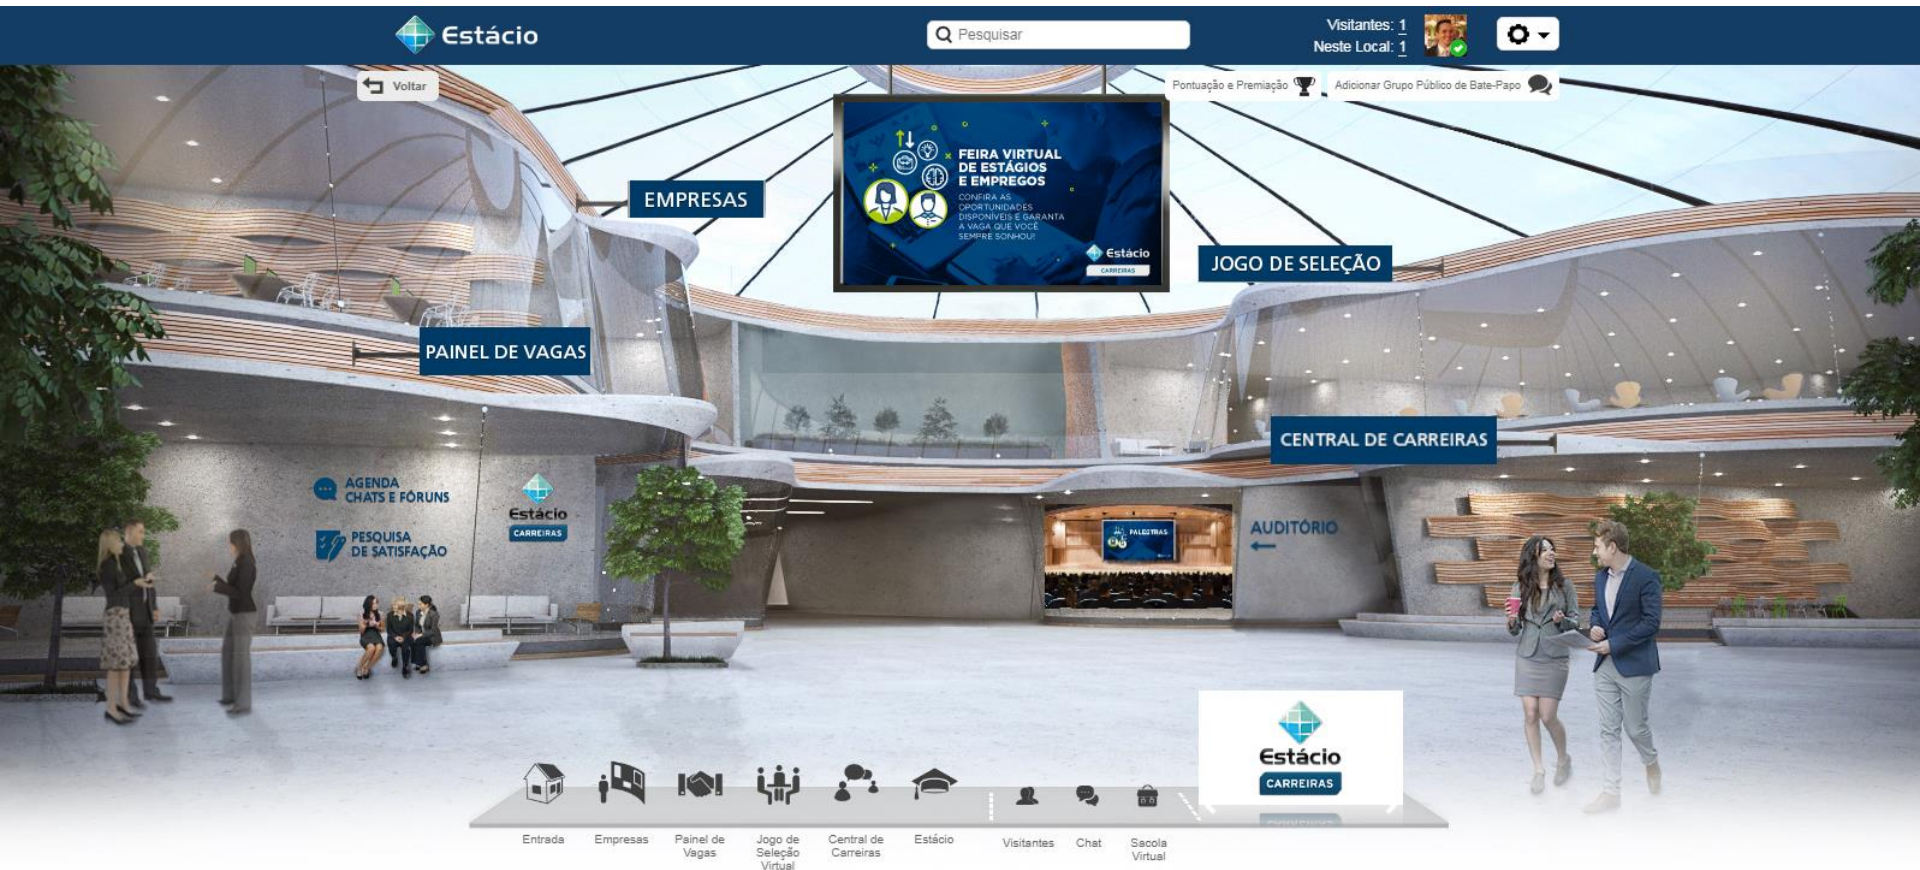 Estácio
Pesquisar
Visitantes: 1
Neste Local: 1
Voltar
Pontuação e Premiação
Adicionar Grupo Público de Bate-Papo
FEIRA VIRTUAL
DE ESTÁGIOS
E EMPREGOS
CONFIRA AS
OPORTUNIDADES
DISPONÍVEIS E GARANTA
A VAGA QUE VOCÊ
SEMPRE SONHOU!
Estácio
CARREIRAS
EMPRESAS
JOGO DE SELEÇÃO
PAINEL DE VAGAS
CENTRAL DE CARREIRAS
AGENDA
CHATS E FÓRUNS
PESQUISA
DE SATISFAÇÃO
Estácio
CARREIRAS
PALESTRAS
AUDITÓRIO
Estácio
CARREIRAS
Entrada
Empresas
Painel de
Vagas
Jogo de
Seleção
Virtual
Central de
Carreiras
Estácio
Visitantes
Chat
Sacola
Virtual